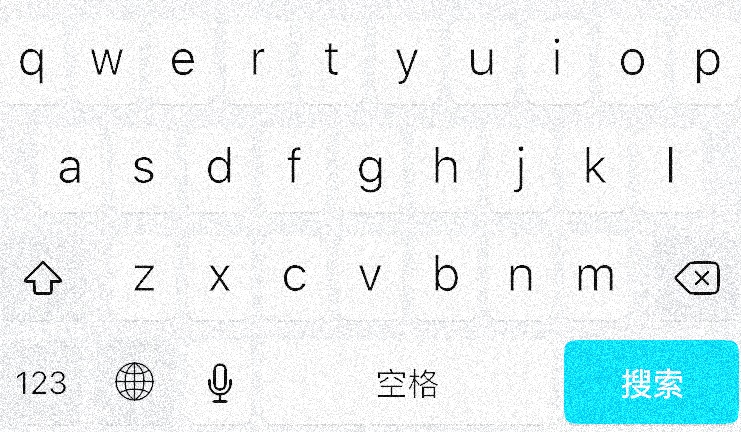 q w e r t y u i o p
a s d f g h j k l
z x c v b n m
123 空格 搜索